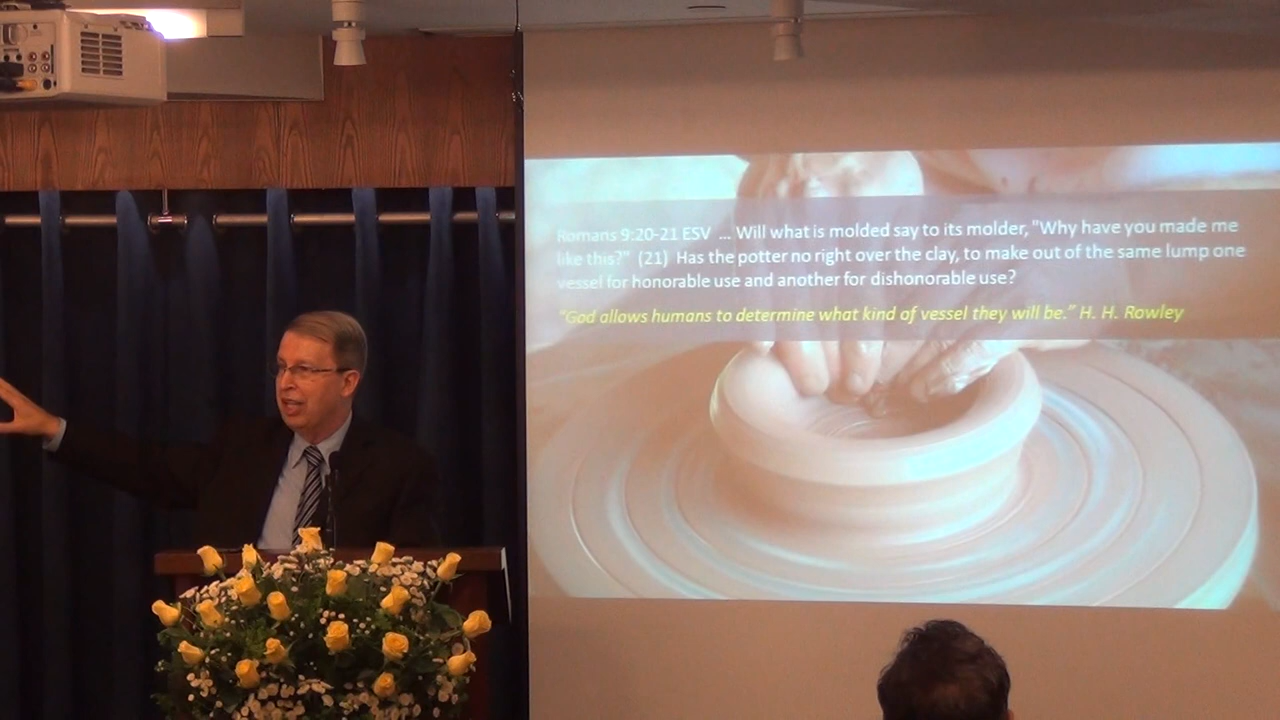 Romans 9:20-21 ESV ... Will what is molded say to its molder, "Why have you made me
like this?" (21) Has the potter no right over the clay, to make out of the same lump one
vessel for honorable use and another for dishonorable use?
"God allows humans to determine what kind of vessel they will be." H. H. Rowley